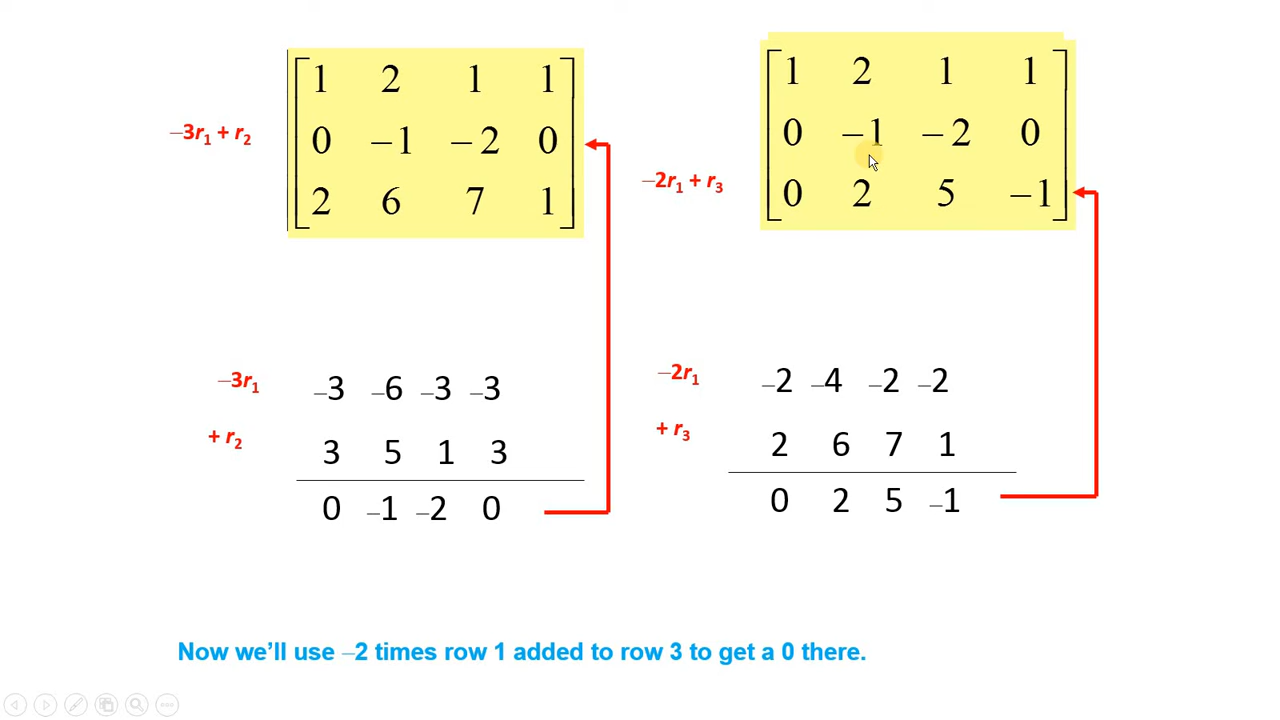 1 2 1 1
−3r₁ + r₂ 0 −1 −2 0
2 6 7 1
1 2 1 1
0 −1 −2 0
−2r₁ + r₃ 0 2 5 −1
−3r₁ −3 −6 −3 −3
+ r₂ 3 5 1 3
0 −1 −2 0
−2r₁ −2 −4 −2 −2
+ r₃ 2 6 7 1
0 2 5 −1
Now we’ll use −2 times row 1 added to row 3 to get a 0 there.